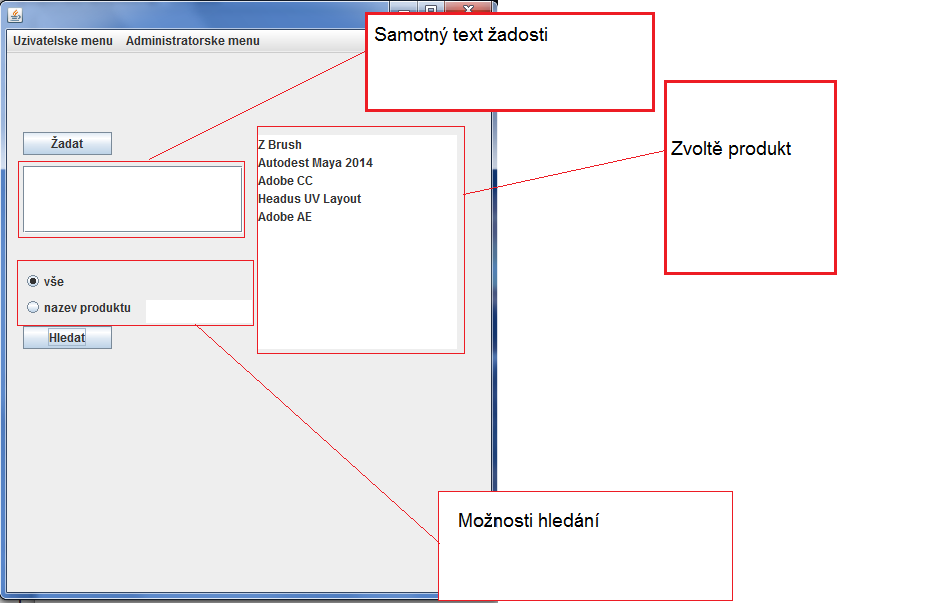 Uzivatelske menu Administratorske menu
Samotný text žadosti
Žadat
Z Brush
Autodest Maya 2014
Adobe CC
Headus UV Layout
Adobe AE
Zvoltě produkt
vše
nazev produktu
Hledat
Možnosti hledání